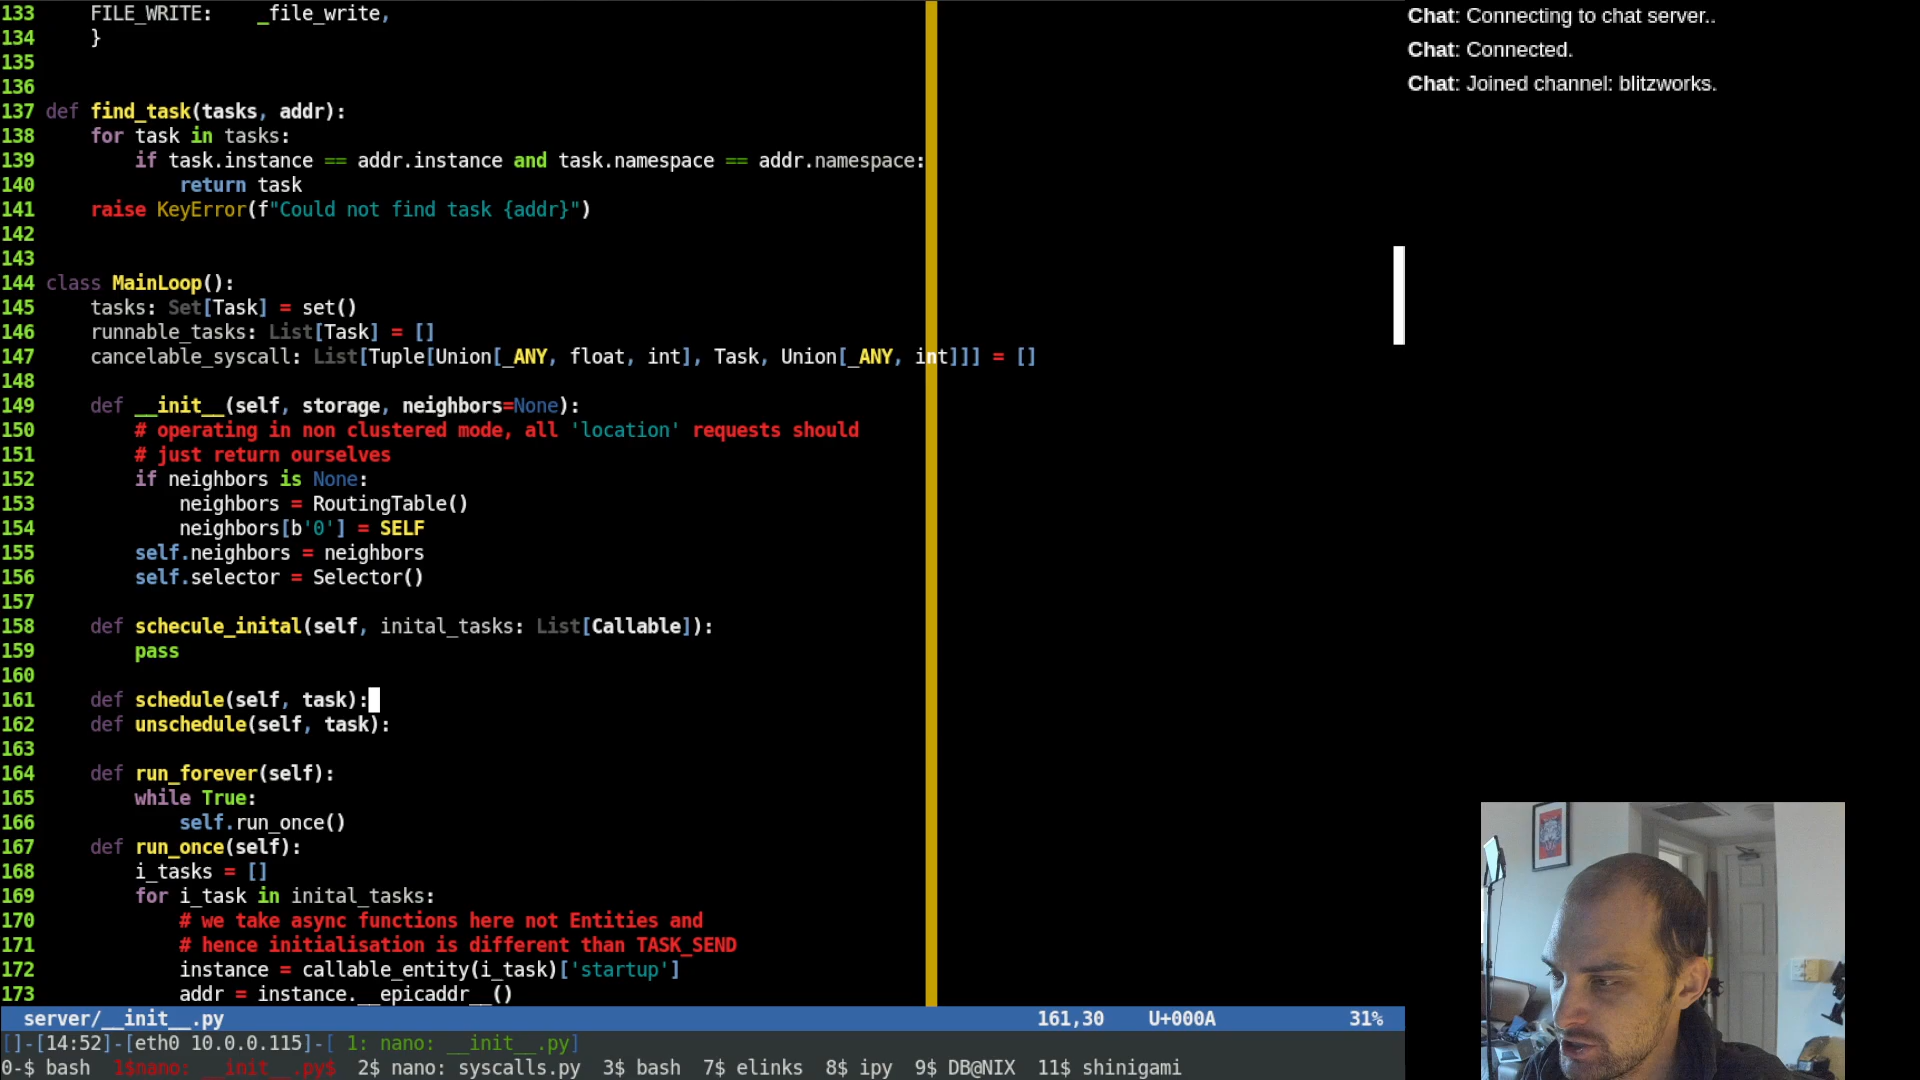 133     FILE_WRITE:    _file_write,
134     }
135
136
137 def find_task(tasks, addr):
138     for task in tasks:
139         if task.instance == addr.instance and task.namespace == addr.namespace:
140             return task
141     raise KeyError(f"Could not find task {addr}")
142
143
144 class MainLoop():
145     tasks: Set[Task] = set()
146     runnable_tasks: List[Task] = []
147     cancelable_syscall: List[Tuple[Union[_ANY, float, int], Task, Union[_ANY, int]]] = []
148
149     def __init__(self, storage, neighbors=None):
150         # operating in non clustered mode, all 'location' requests should
151         # just return ourselves
152         if neighbors is None:
153             neighbors = RoutingTable()
154             neighbors[b'0'] = SELF
155         self.neighbors = neighbors
156         self.selector = Selector()
157
158     def schecule_inital(self, inital_tasks: List[Callable]):
159         pass
160
161     def schedule(self, task):
162     def unschedule(self, task):
163
164     def run_forever(self):
165         while True:
166             self.run_once()
167     def run_once(self):
168         i_tasks = []
169         for i_task in inital_tasks:
170             # we take async functions here not Entities and
171             # hence initialisation is different than TASK_SEND
172             instance = callable_entity(i_task)['startup']
173             addr = instance.__epicaddr__()
server/__init__.py 161,30 U+000A 31%
[]-[14:52]-[eth0 10.0.0.115]-[ 1: nano: __init__.py]
0-$ bash  1$nano: __init__.py$  2$ nano: syscalls.py  3$ bash  7$ elinks  8$ ipy  9$ DB@NIX  11$ shinigami
Chat: Connecting to chat server..
Chat: Connected.
Chat: Joined channel: blitzworks.